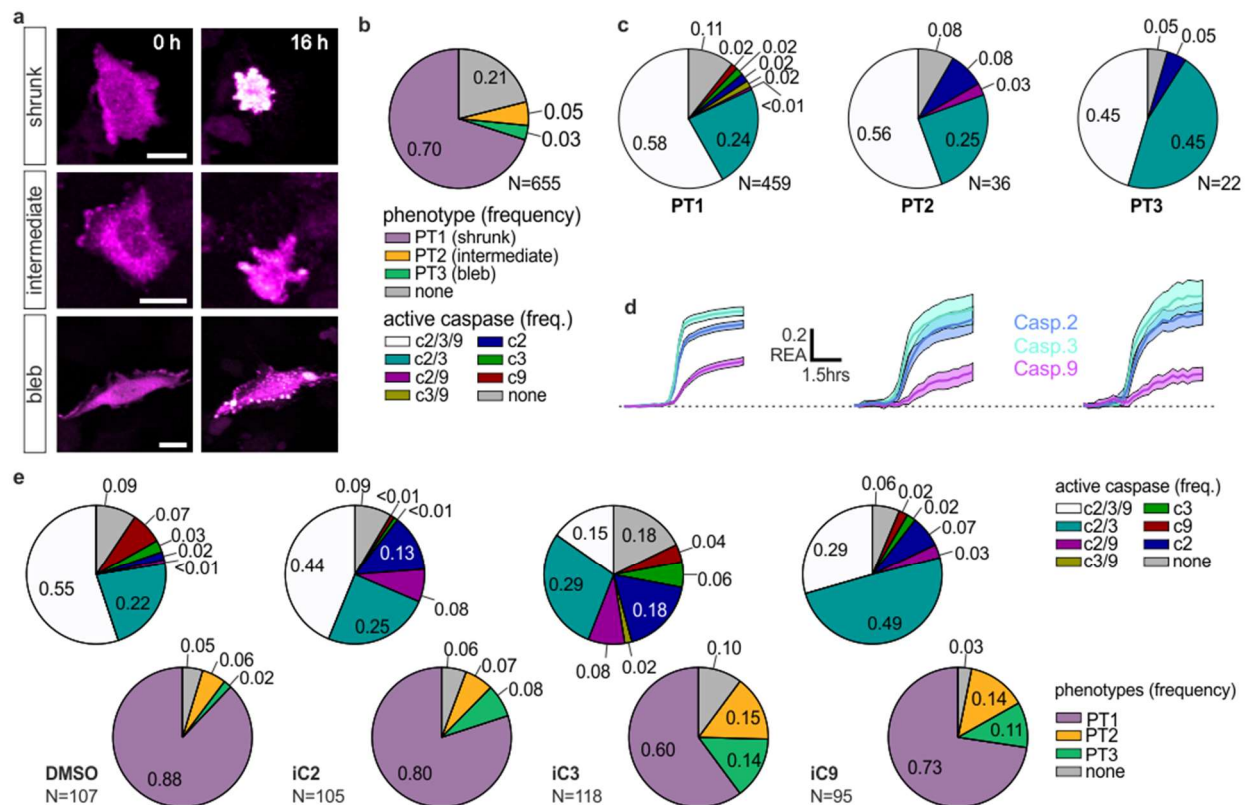 a
0 h
16 h
shrunk
intermediate
bleb
b
0.21
0.05
0.03
0.70
N=655
phenotype (frequency)
PT1 (shrunk)
PT2 (intermediate)
PT3 (bleb)
none
active caspase (freq.)
c2/3/9
c2
c2/3
c3
c2/9
c9
c3/9
none
c
0.11
0.02
0.02
0.02
0.02
<0.01
0.24
0.58
N=459
PT1
0.08
0.08
0.03
0.25
0.56
N=36
PT2
0.05
0.05
0.45
0.45
N=22
PT3
d
0.2
REA
1.5hrs
Casp.2
Casp.3
Casp.9
e
0.09
0.07
0.03
0.02
<0.01
0.22
0.55
0.09
<0.01
<0.01
0.13
0.08
0.25
0.44
0.18
0.04
0.06
0.18
0.02
0.08
0.29
0.15
0.06
0.02
0.02
0.07
0.03
0.49
0.29
active caspase (freq.)
c2/3/9
c3
c2/3
c9
c2/9
c2
c3/9
none
0.05
0.06
0.02
0.88
DMSO
N=107
0.06
0.07
0.08
0.80
iC2
N=105
0.10
0.15
0.14
0.60
iC3
N=118
0.03
0.14
0.11
0.73
iC9
N=95
phenotypes (frequency)
PT1
PT2
PT3
none